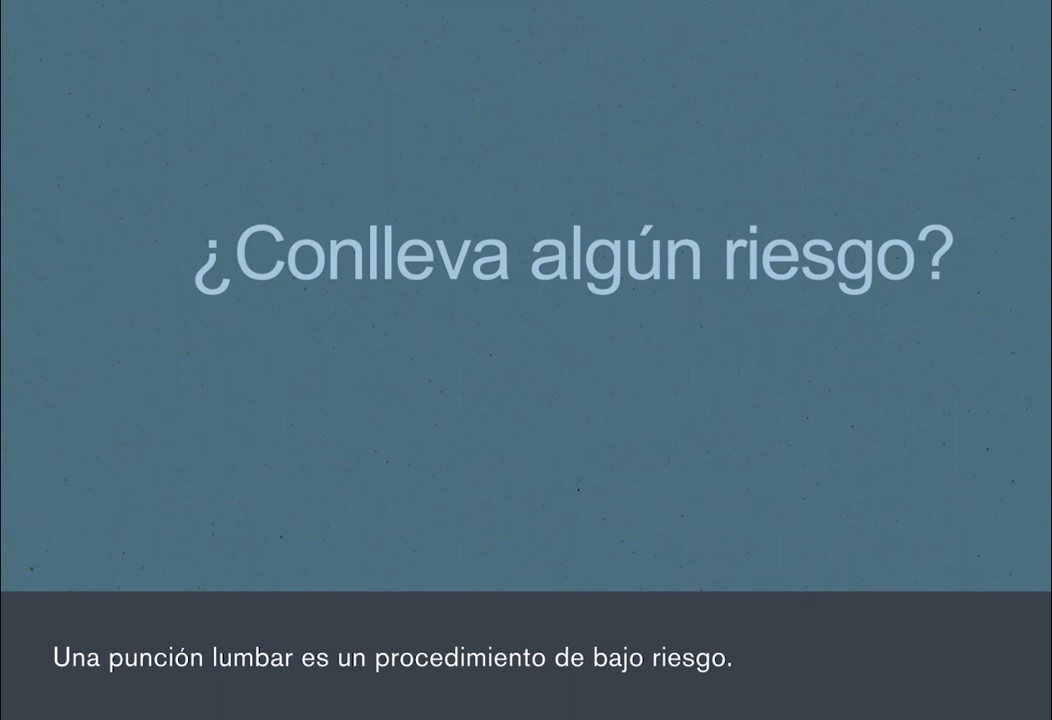 ¿Conlleva algún riesgo?
Una punción lumbar es un procedimiento de bajo riesgo.